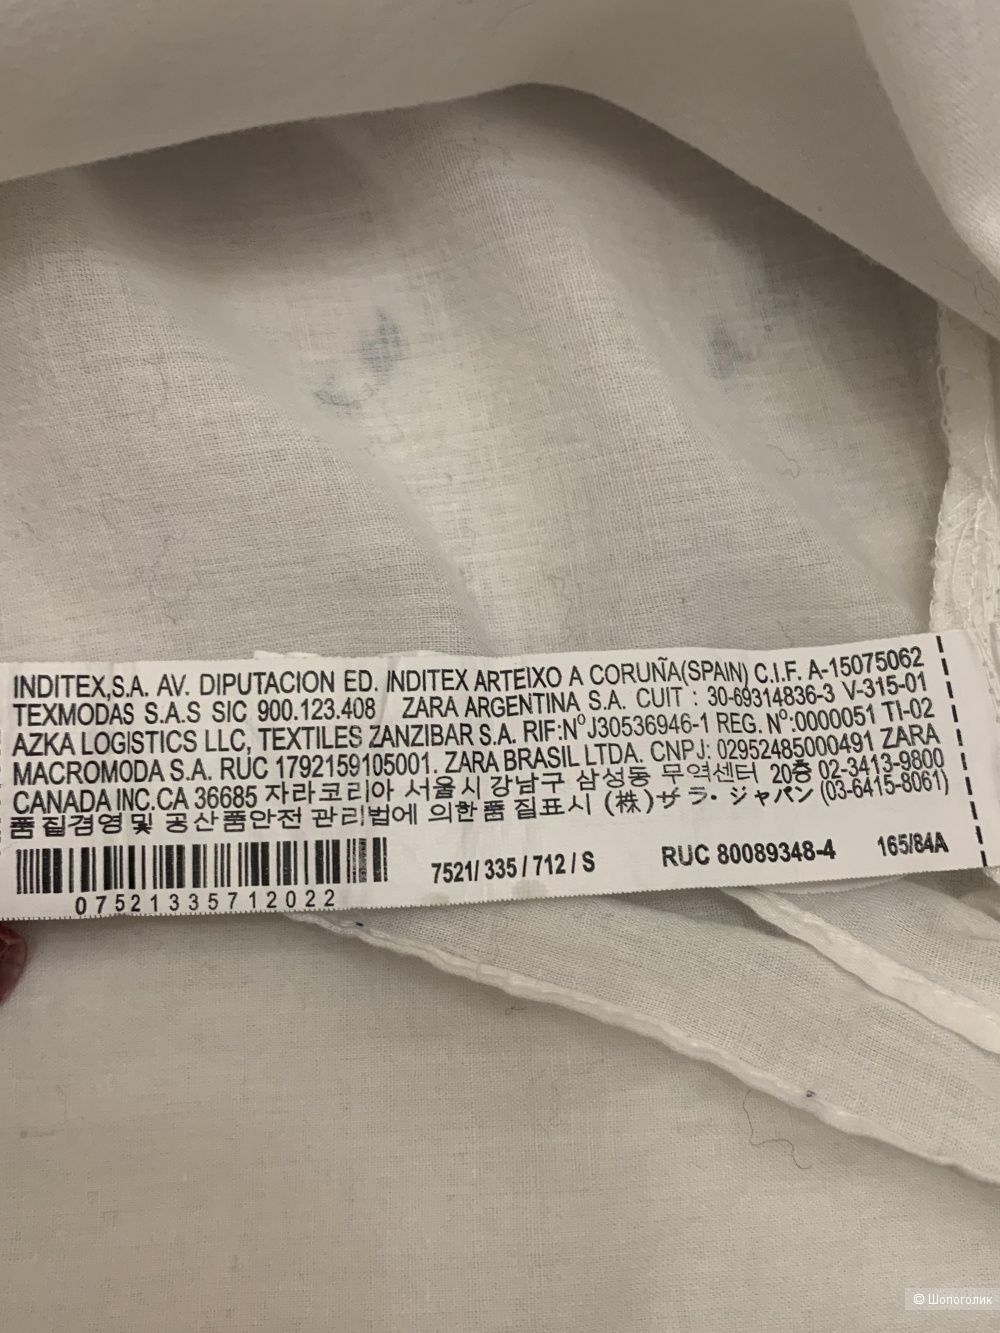 INDITEX,S.A. AV. DIPUTACION ED. INDITEX ARTEIXO A CORUÑA(SPAIN) C.I.F. A-15075062
TEXMODAS S.A.S SIC 900.123.408 ZARA ARGENTINA S.A. CUIT : 30-69314836-3 V-315-01
AZKA LOGISTICS LLC, TEXTILES ZANZIBAR S.A. RIF:NºJ30536946-1 REG. Nº:0000051 TI-02
MACROMODA S.A. RUC 1792159105001. ZARA BRASIL LTDA. CNPJ: 02952485000491 ZARA
CANADA INC.CA 36685 자라코리아 서울시 강남구 삼성동 무역센터 20층 02-3413-9800
품질경영및 공산품안전 관리법에 의한품질표시 (株)ザラ・ジャパン (03-6415-8061)
7521/ 335 / 712 / S RUC 80089348-4 165/84A
07521335712022
© Шопоголик